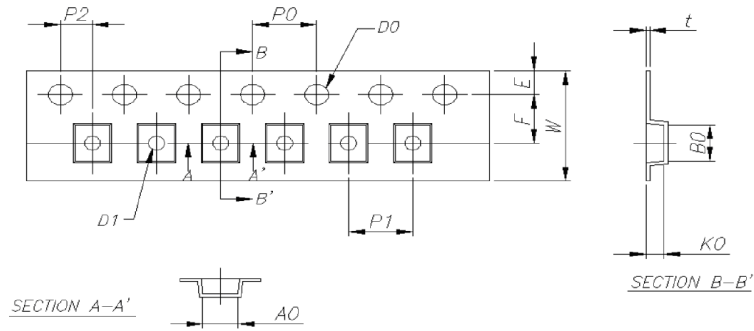 P2
P0
D0
B
t
E
F
W
B0
A
A'
B'
D1
P1
K0
SECTION B-B'
SECTION A-A'
A0